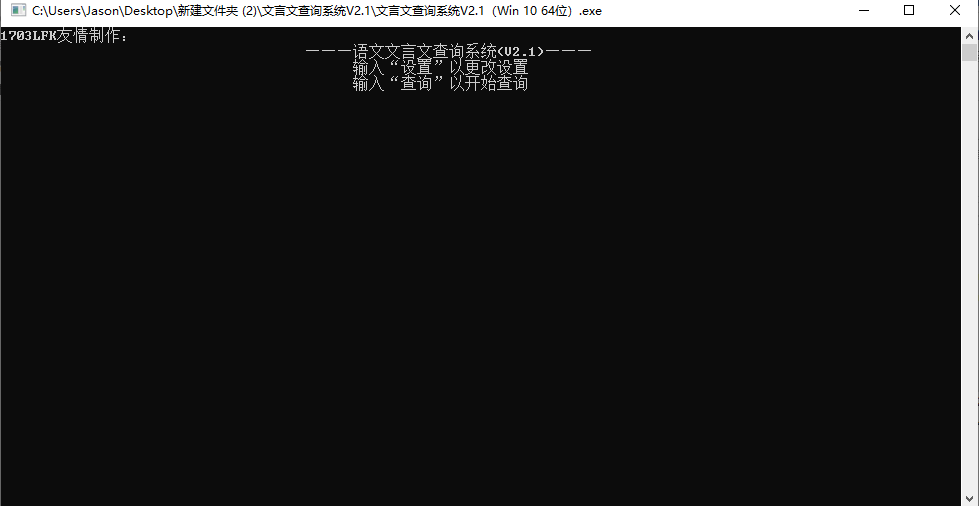 C:\Users\Jason\Desktop\新建文件夹 (2)\文言文查询系统V2.1\文言文查询系统V2.1（Win 10 64位）.exe
1703LFK友情制作：
———语文文言文查询系统(V2.1)———
输入“设置”以更改设置
输入“查询”以开始查询